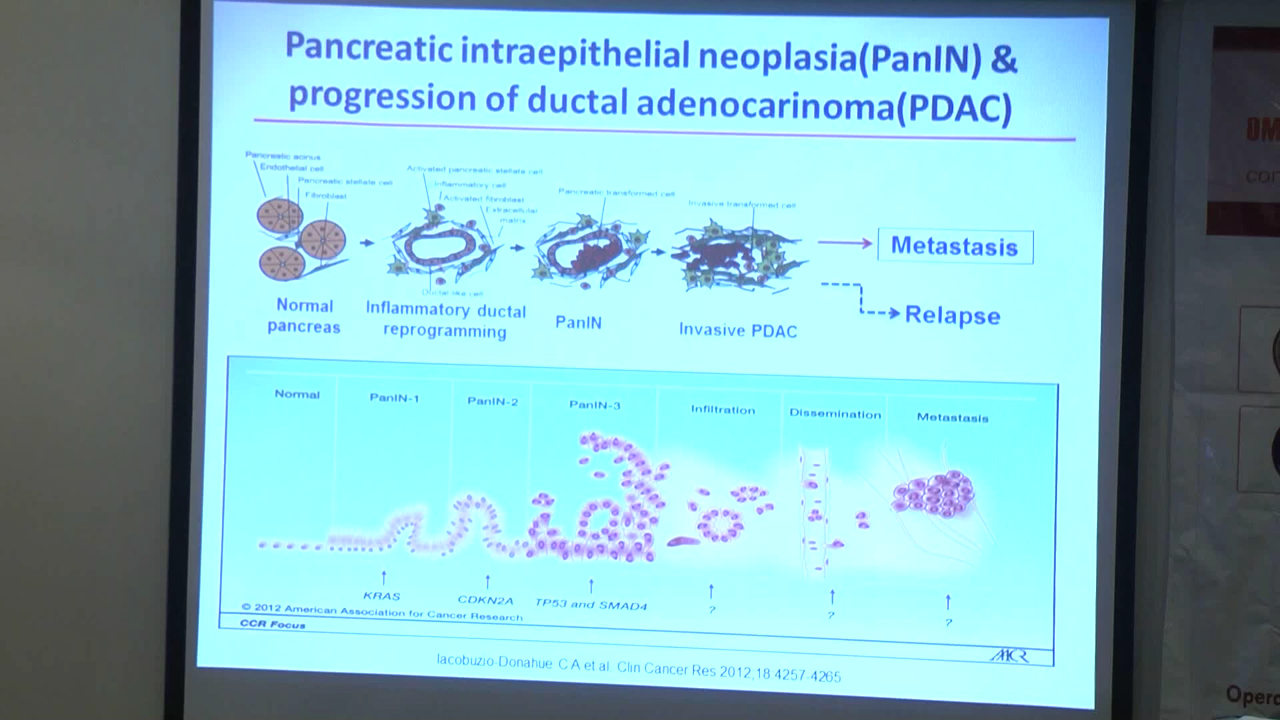 Pancreatic intraepithelial neoplasia(PanIN) &
progression of ductal adenocarinoma(PDAC)
Pancreatic acinus
Endothelial cell
Pancreatic stellate cell
Fibroblast
Activated pancreatic stellate cell
Inflammatory cell
Activated fibroblast
Extracellular
matrix
Ductal-like cell
Pancreatic transformed cell
Invasive transformed cell
Normal
pancreas
Inflammatory ductal
reprogramming
PanIN
Invasive PDAC
Metastasis
Relapse
Normal
PanIN-1
PanIN-2
PanIN-3
Infiltration
Dissemination
Metastasis
KRAS
CDKN2A
TP53 and SMAD4
?
?
?
© 2012 American Association for Cancer Research
CCR Focus
AACR
Iacobuzio-Donahue C A et al. Clin Cancer Res 2012;18:4257-4265